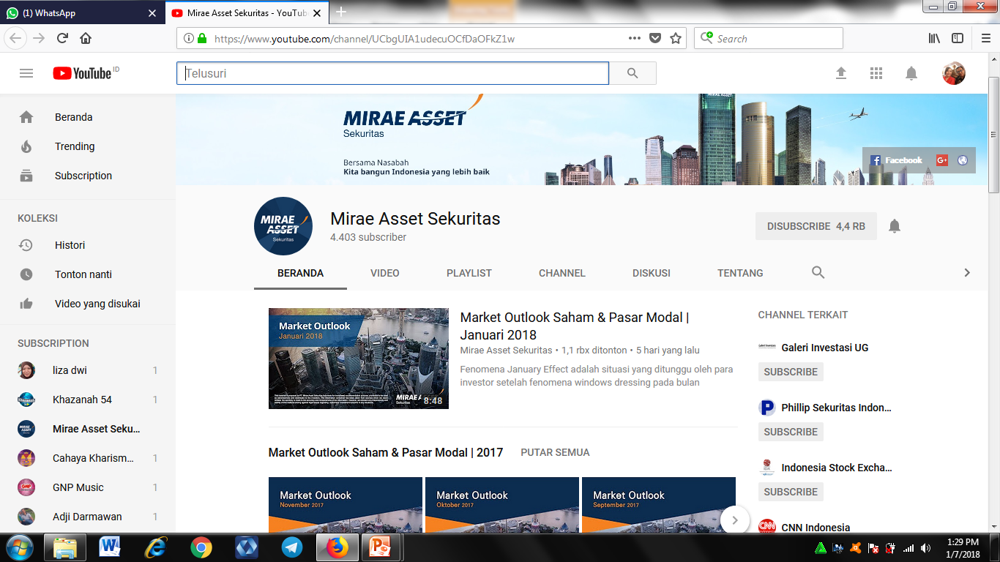 (1) WhatsApp
Mirae Asset Sekuritas - YouTub
https://www.youtube.com/channel/UCbgUIA1udecuOCfDaOFkZ1w
Search
YouTube ID
Telusuri
Beranda
Trending
Subscription
KOLEKSI
Histori
Tonton nanti
Video yang disukai
SUBSCRIPTION
liza dwi 1
Khazanah 54 1
Mirae Asset Seku...
Cahaya Kharism... 1
GNP Music 1
Adji Darmawan 1
MIRAE ASSET
Sekuritas
Bersama Nasabah
Kita bangun Indonesia yang lebih baik
Facebook
MIRAE ASSET
Sekuritas
Mirae Asset Sekuritas
4.403 subscriber
DISUBSCRIBE 4,4 RB
BERANDA VIDEO PLAYLIST CHANNEL DISKUSI TENTANG
Market Outlook
Januari 2018
8:48
Market Outlook Saham & Pasar Modal |
Januari 2018
Mirae Asset Sekuritas • 1,1 rbx ditonton • 5 hari yang lalu
Fenomena January Effect adalah situasi yang ditunggu oleh para
investor setelah fenomena windows dressing pada bulan
Market Outlook Saham & Pasar Modal | 2017 PUTAR SEMUA
Market Outlook
November 2017
Market Outlook
Oktober 2017
Market Outlook
September 2017
CHANNEL TERKAIT
Galeri Investasi UG
SUBSCRIBE
Phillip Sekuritas Indon...
SUBSCRIBE
Indonesia Stock Excha...
SUBSCRIBE
CNN Indonesia
1:29 PM
1/7/2018